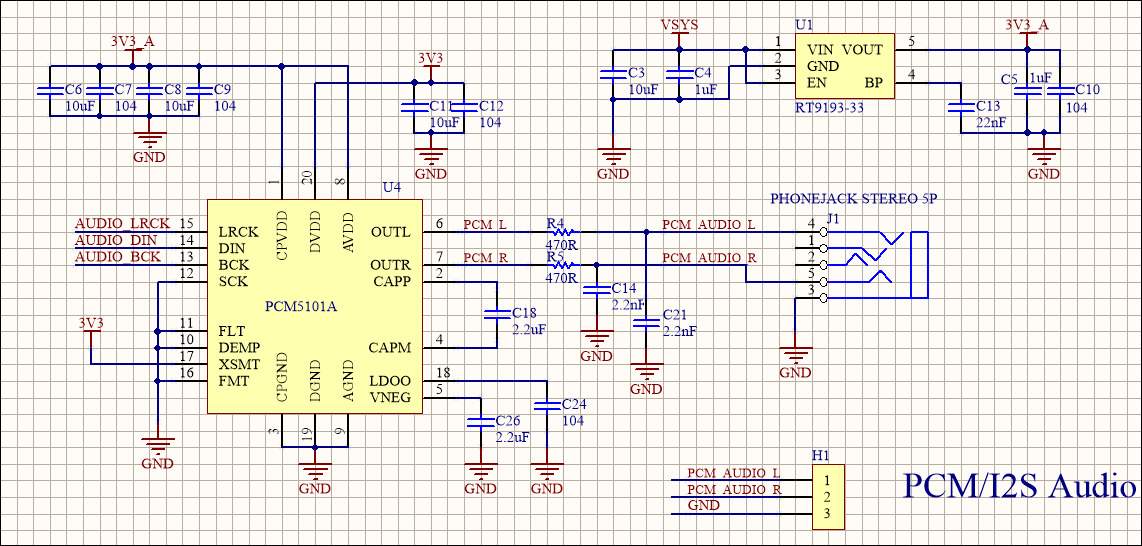 3V3_A
C6
10uF
C7
104
C8
10uF
C9
104
GND
3V3
C11
10uF
C12
104
GND
VSYS
C3
10uF
C4
1uF
GND
U1
1
2
3
VIN VOUT
GND
EN BP
5
4
RT9193-33
3V3_A
C5
1uF
C10
104
C13
22nF
GND
1
20
8
U4
AUDIO_LRCK 15
AUDIO_DIN 14
AUDIO_BCK 13
12
11
10
17
16
3V3
GND
LRCK
DIN
BCK
SCK
FLT
DEMP
XSMT
FMT
CPVDD
DVDD
AVDD
PCM5101A
CPGND
DGND
AGND
OUTL
OUTR
CAPP
CAPM
LDOO
VNEG
3
19
9
GND
6
7
2
4
18
5
PCM_L
PCM_R
R4
470R
R5
470R
PCM_AUDIO_L
PCM_AUDIO_R
C18
2.2uF
C14
2.2nF
GND
C21
2.2nF
GND
C26
2.2uF
GND
C24
104
GND
PHONEJACK STEREO 5P
J1
4
1
2
5
3
GND
H1
PCM_AUDIO_L
PCM_AUDIO_R
GND
1
2
3
PCM/I2S Audio